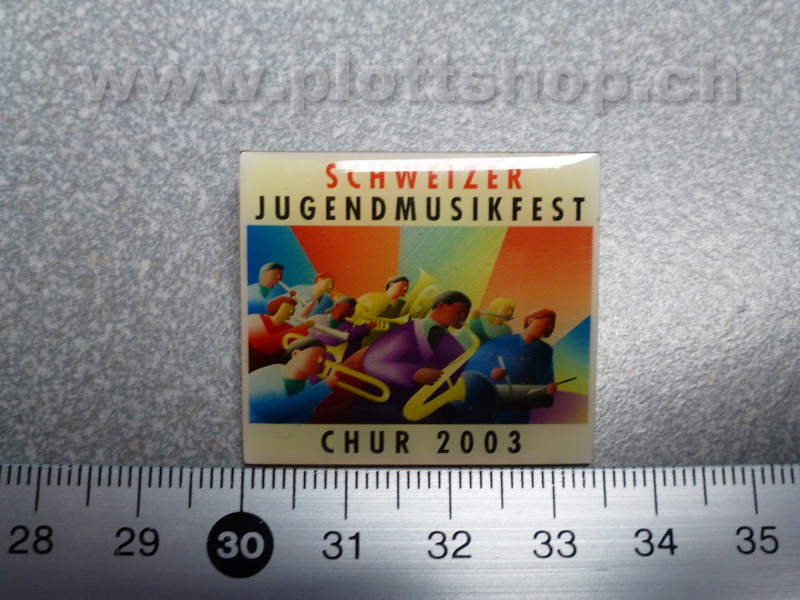 www.plottshop.ch
SCHWEIZER
JUGENDMUSIKFEST
CHUR 2003
28 29 30 31 32 33 34 35